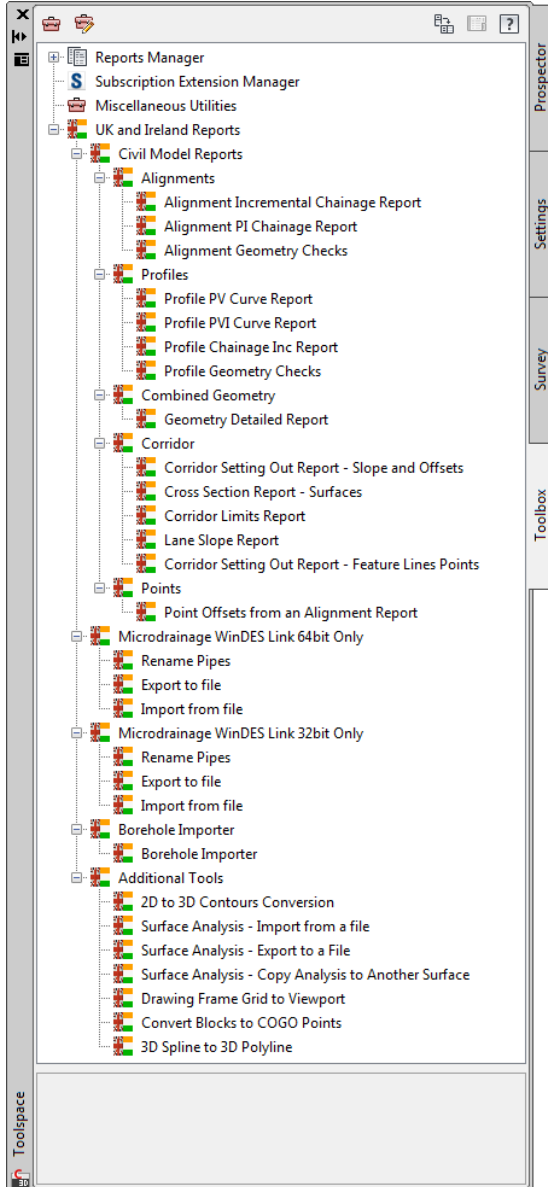 Reports Manager
Subscription Extension Manager
Miscellaneous Utilities
UK and Ireland Reports
Civil Model Reports
Alignments
Alignment Incremental Chainage Report
Alignment PI Chainage Report
Alignment Geometry Checks
Profiles
Profile PV Curve Report
Profile PVI Curve Report
Profile Chainage Inc Report
Profile Geometry Checks
Combined Geometry
Geometry Detailed Report
Corridor
Corridor Setting Out Report - Slope and Offsets
Cross Section Report - Surfaces
Corridor Limits Report
Lane Slope Report
Corridor Setting Out Report - Feature Lines Points
Points
Point Offsets from an Alignment Report
Microdrainage WinDES Link 64bit Only
Rename Pipes
Export to file
Import from file
Microdrainage WinDES Link 32bit Only
Rename Pipes
Export to file
Import from file
Borehole Importer
Borehole Importer
Additional Tools
2D to 3D Contours Conversion
Surface Analysis - Import from a file
Surface Analysis - Export to a File
Surface Analysis - Copy Analysis to Another Surface
Drawing Frame Grid to Viewport
Convert Blocks to COGO Points
3D Spline to 3D Polyline
Prospector
Settings
Survey
Toolbox
Toolspace